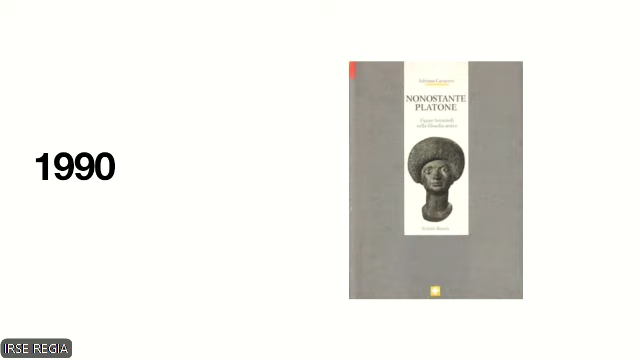 1990
Adriana Cavarero
NONOSTANTE
PLATONE
Figure femminili
nella filosofia antica
Editori Riuniti
IRSE REGIA